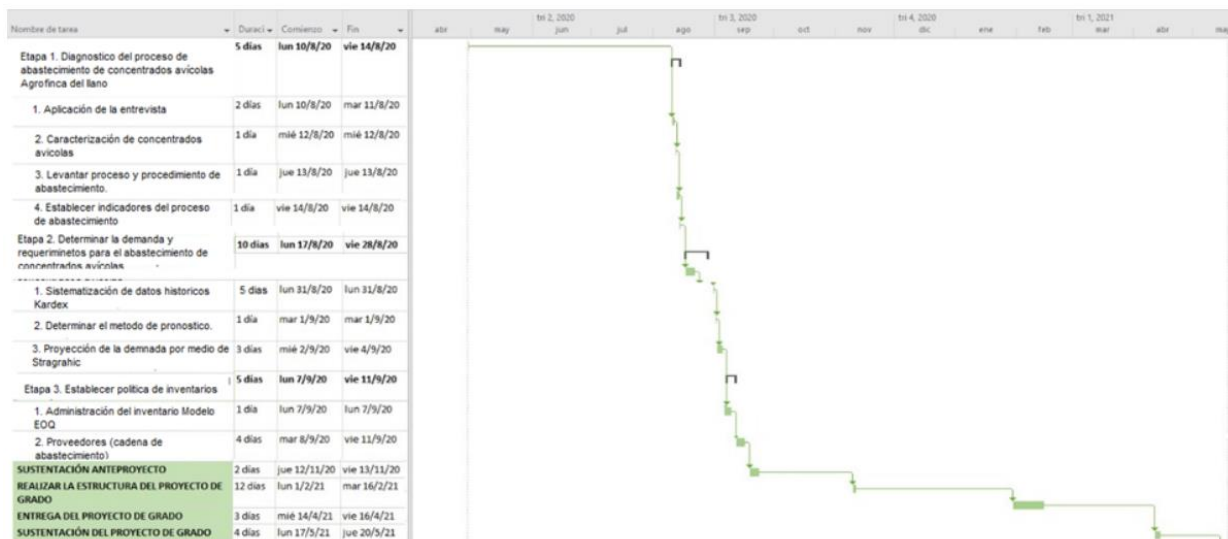 tri 2, 2020 tri 3, 2020 tri 4, 2020 tri 1, 2021
Nombre de tarea Duraci Comienzo Fin abr may jun jul ago sep oct nov dic ene feb mar abr may
Etapa 1. Diagnostico del proceso de 5 días lun 10/8/20 vie 14/8/20
abastecimiento de concentrados avícolas
Agrofinca del llano
1. Aplicación de la entrevista 2 días lun 10/8/20 mar 11/8/20
2. Caracterización de concentrados 1 día mié 12/8/20 mié 12/8/20
avicolas
3. Levantar proceso y procedimiento de 1 día jue 13/8/20 jue 13/8/20
abastecimiento.
4. Establecer indicadores del proceso 1 día vie 14/8/20 vie 14/8/20
de abastecimiento
Etapa 2. Determinar la demanda y 10 días lun 17/8/20 vie 28/8/20
requeriminetos para el abastecimiento de
concentrados avícolas
1. Sistematización de datos historicos 5 dias lun 31/8/20 lun 31/8/20
Kardex
2. Determinar el metodo de pronostico. 1 día mar 1/9/20 mar 1/9/20
3. Proyección de la demnada por medio de 3 días mié 2/9/20 vie 4/9/20
Stragrahic
Etapa 3. Establecer politica de inventarios 5 días lun 7/9/20 vie 11/9/20
1. Administración del inventario Modelo 1 día lun 7/9/20 lun 7/9/20
EOQ
2. Proveedores (cadena de 4 días mar 8/9/20 vie 11/9/20
abastecimiento)
SUSTENTACIÓN ANTEPROYECTO 2 días jue 12/11/20 vie 13/11/20
REALIZAR LA ESTRUCTURA DEL PROYECTO DE 12 días lun 1/2/21 mar 16/2/21
GRADO
ENTREGA DEL PROYECTO DE GRADO 3 días mié 14/4/21 vie 16/4/21
SUSTENTACIÓN DEL PROYECTO DE GRADO 4 días lun 17/5/21 jue 20/5/21